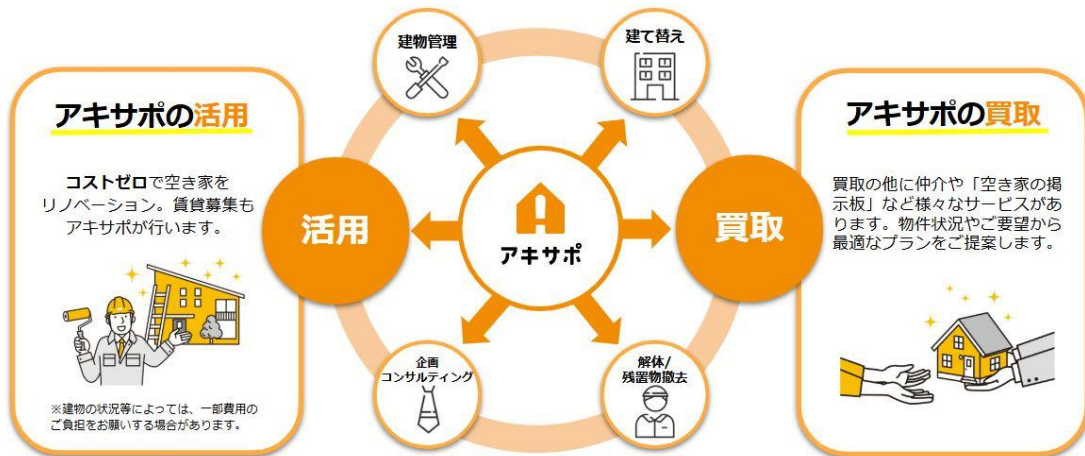 アキサポの活用
コストゼロで空き家を
リノベーション。賃貸募集も
アキサポが行います。
※建物の状況等によっては、一部費用の
ご負担をお願いする場合があります。
建物管理
建て替え
活用
アキサポ
買取
企画
コンサルティング
解体/
残置物撤去
アキサポの買取
買取の他に仲介や「空き家の掲
示板」など様々なサービスがあ
ります。物件状況やご要望から
最適なプランをご提案します。